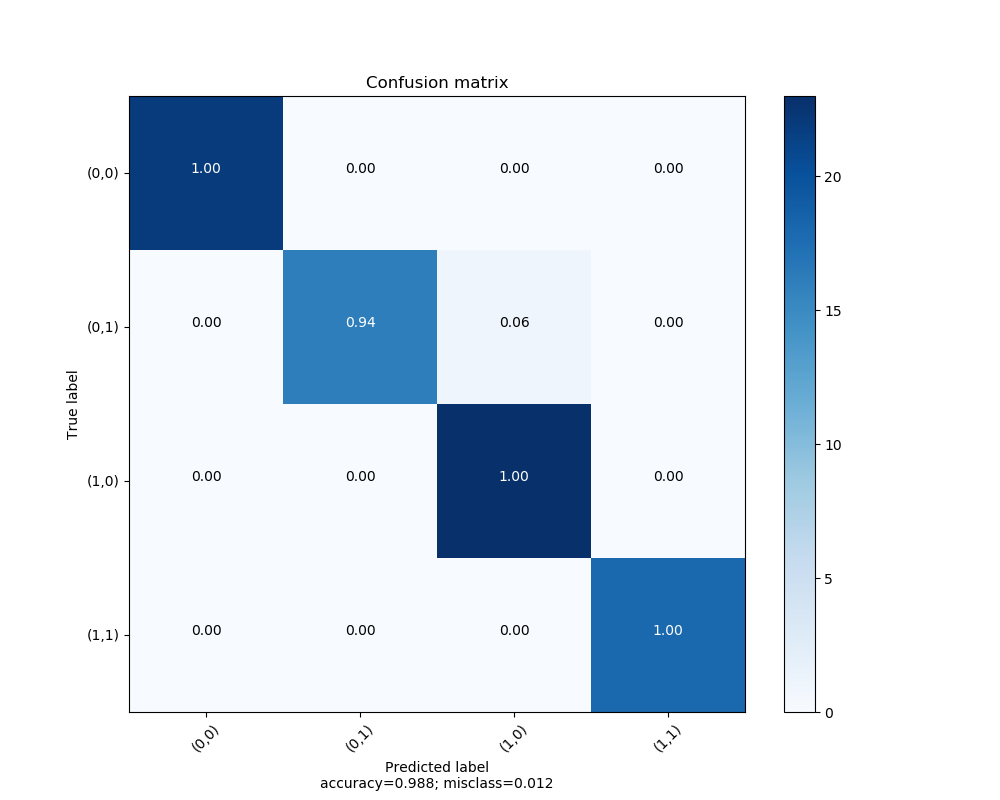 Confusion matrix
(0,0) 1.00 0.00 0.00 0.00
(0,1) 0.00 0.94 0.06 0.00
(1,0) 0.00 0.00 1.00 0.00
(1,1) 0.00 0.00 0.00 1.00
True label
(0,0) (0,1) (1,0) (1,1)
Predicted label
accuracy=0.988; misclass=0.012
20
15
10
5
0